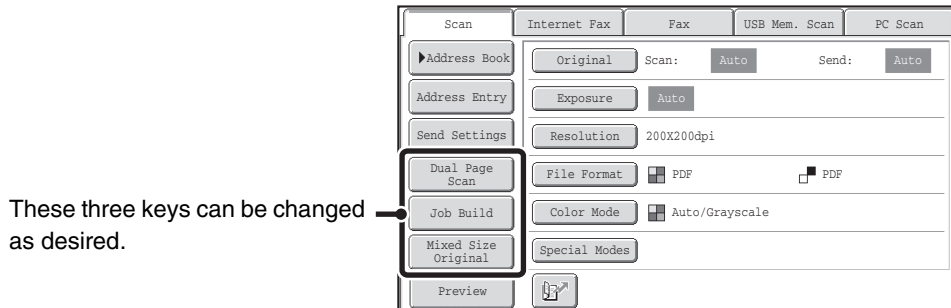 These three keys can be changed
as desired.
Scan
Internet Fax
Fax
USB Mem. Scan
PC Scan
Address Book
Address Entry
Send Settings
Dual Page
Scan
Job Build
Mixed Size
Original
Preview
Original
Scan:
Auto
Send:
Auto
Exposure
Auto
Resolution
200X200dpi
File Format
PDF
PDF
Color Mode
Auto/Grayscale
Special Modes